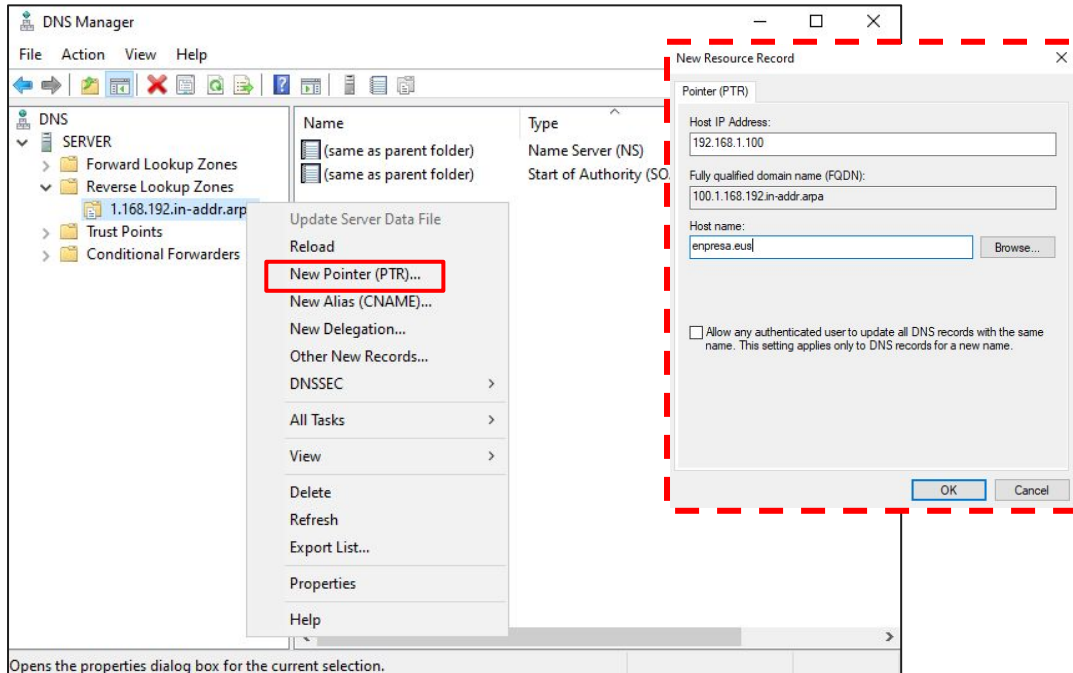 DNS Manager
File Action View Help
DNS
SERVER
Forward Lookup Zones
Reverse Lookup Zones
1.168.192.in-addr.arp
Trust Points
Conditional Forwarders
Name Type
(same as parent folder) Name Server (NS)
(same as parent folder) Start of Authority (SO
Update Server Data File
Reload
New Pointer (PTR)...
New Alias (CNAME)...
New Delegation...
Other New Records...
DNSSEC
All Tasks
View
Delete
Refresh
Export List...
Properties
Help
Opens the properties dialog box for the current selection.
New Resource Record
Pointer (PTR)
Host IP Address:
192.168.1.100
Fully qualified domain name (FQDN):
100.1.168.192.in-addr.arpa
Host name:
enpresa.eus
Browse...
Allow any authenticated user to update all DNS records with the same
name. This setting applies only to DNS records for a new name.
OK Cancel